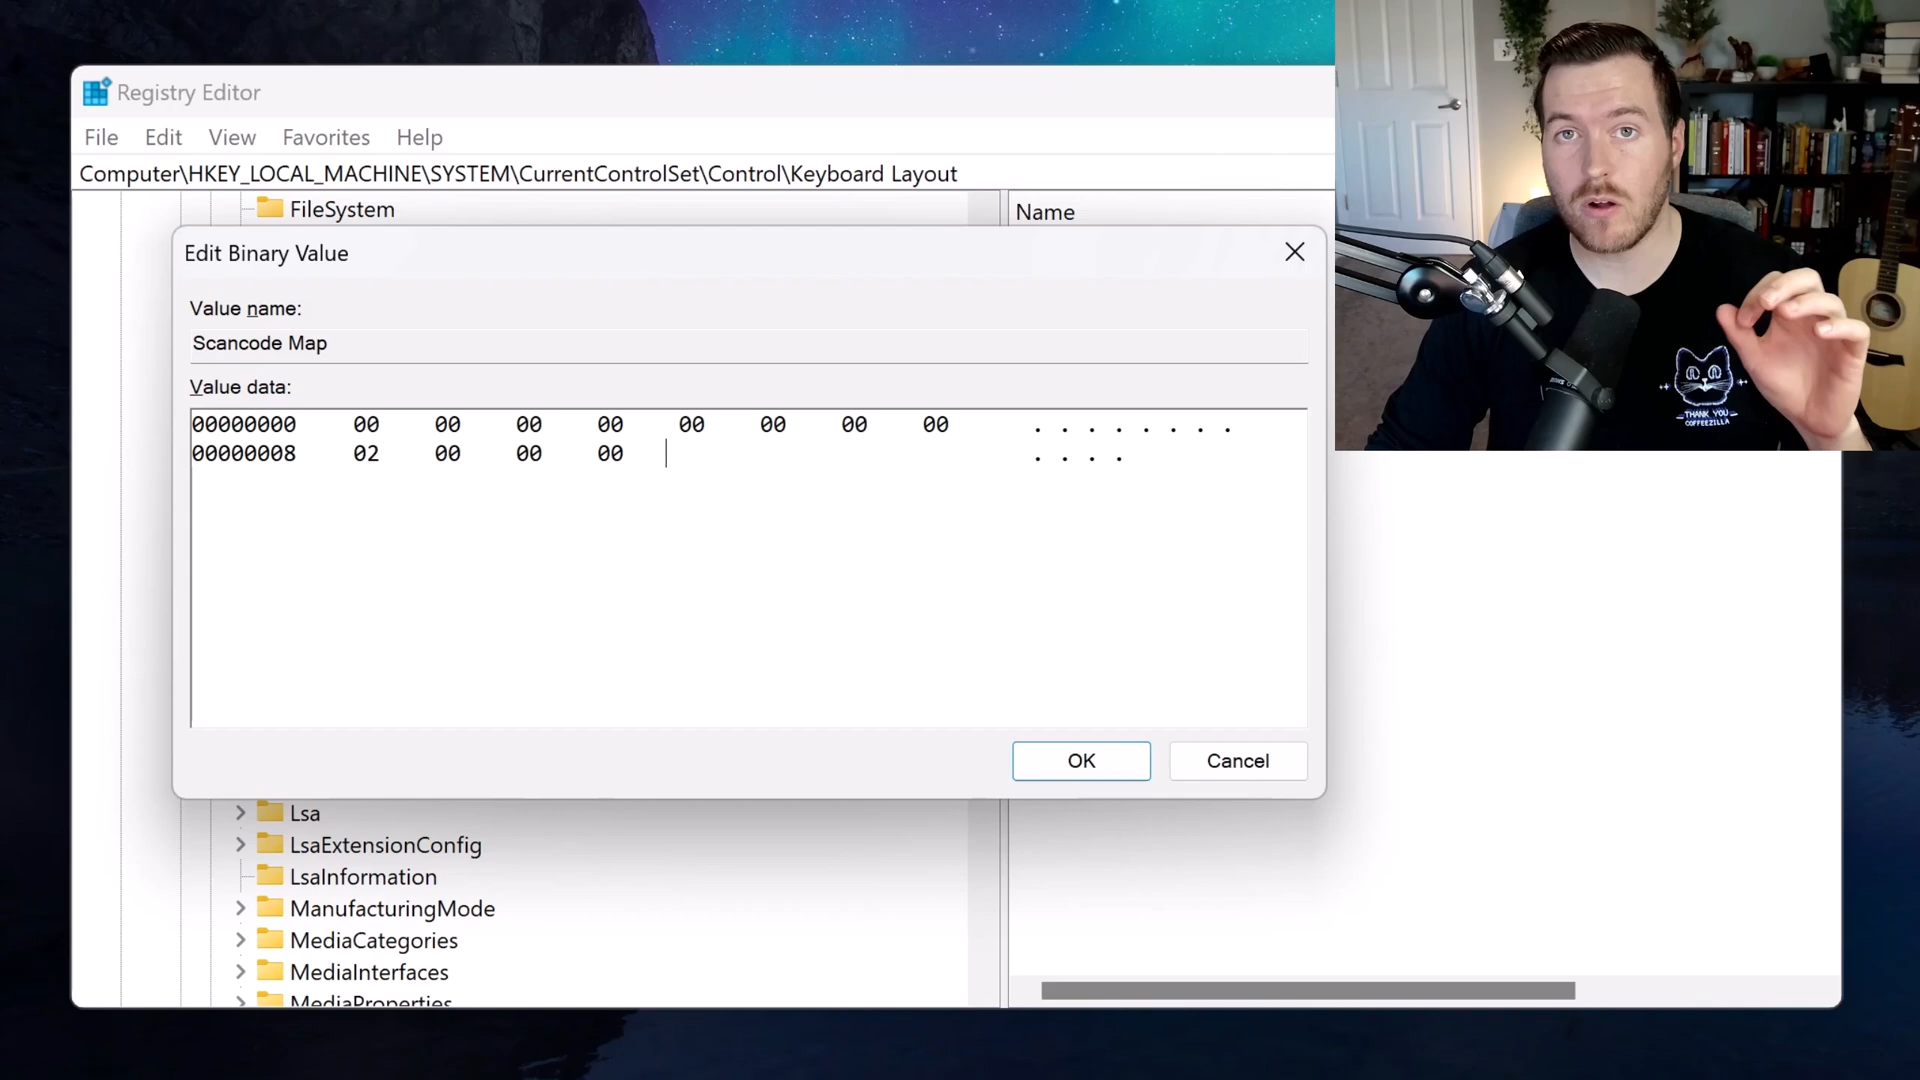 Registry Editor
File Edit View Favorites Help
Computer\HKEY_LOCAL_MACHINE\SYSTEM\CurrentControlSet\Control\Keyboard Layout
FileSystem
Name
Edit Binary Value
Value name:
Scancode Map
Value data:
00000000 00 00 00 00 00 00 00 00 . . . . . . . .
00000008 02 00 00 00 . . . .
OK Cancel
Lsa
LsaExtensionConfig
LsaInformation
ManufacturingMode
MediaCategories
MediaInterfaces
MediaProperties
THANK YOU
COFFEEZILLA